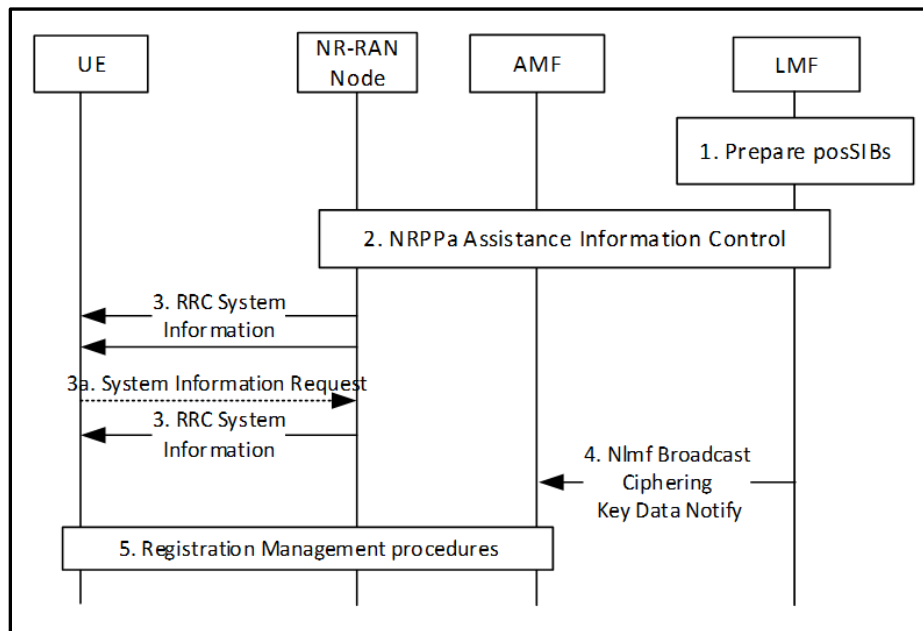 UE
NR-RAN
Node
AMF
LMF
1. Prepare posSIBs
2. NRPPa Assistance Information Control
3. RRC System
Information
3a. System Information Request
3. RRC System
Information
4. Nlmf Broadcast
Ciphering
Key Data Notify
5. Registration Management procedures